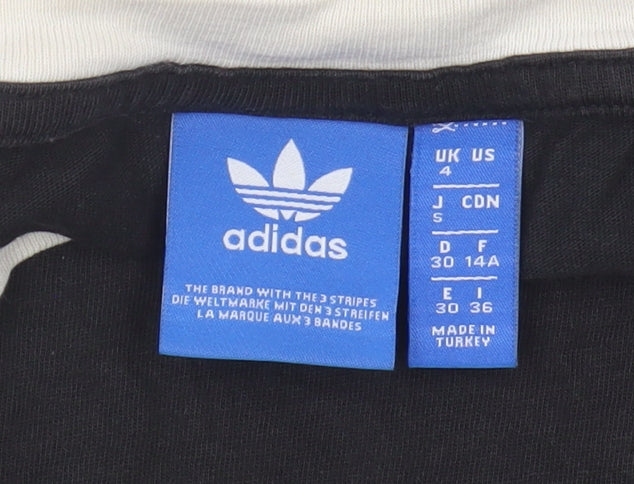 adidas
THE BRAND WITH THE 3 STRIPES
DIE WELTMARKE MIT DEN 3 STREIFEN
LA MARQUE AUX 3 BANDES
UK US
4
J CDN
S
D F
30 14A
E I
30 36
MADE IN
TURKEY